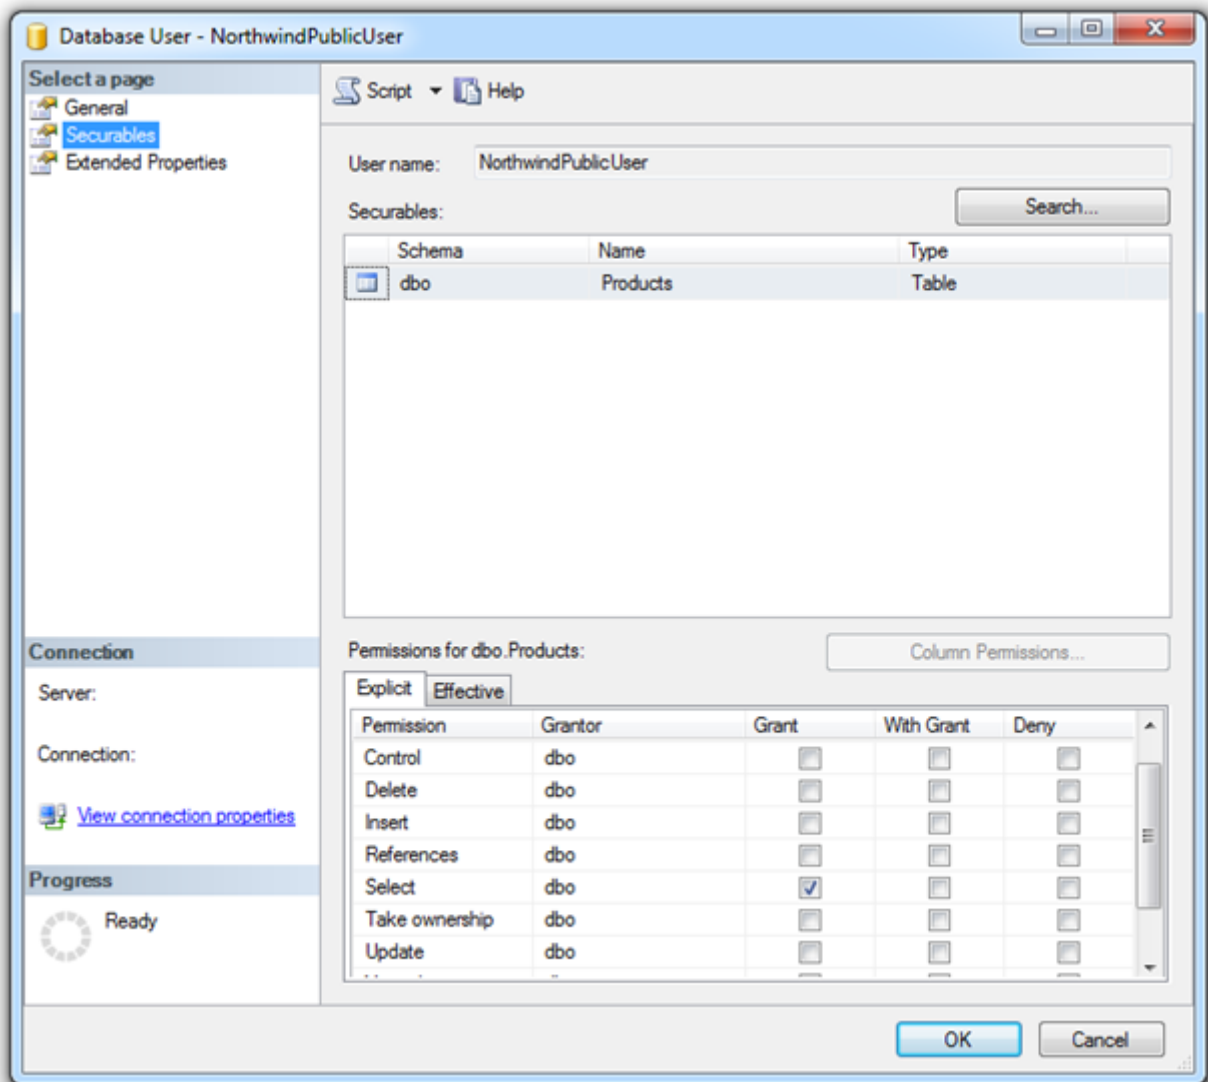 Database User - NorthwindPublicUser
Select a page
General
Securables
Extended Properties
Script Help
User name: NorthwindPublicUser
Securables:
Search...
Schema Name Type
dbo Products Table
Connection
Server:
Connection:
View connection properties
Progress
Ready
Permissions for dbo.Products:
Column Permissions...
Explicit Effective
Permission Grantor Grant With Grant Deny
Control dbo
Delete dbo
Insert dbo
References dbo
Select dbo
Take ownership dbo
Update dbo
OK Cancel